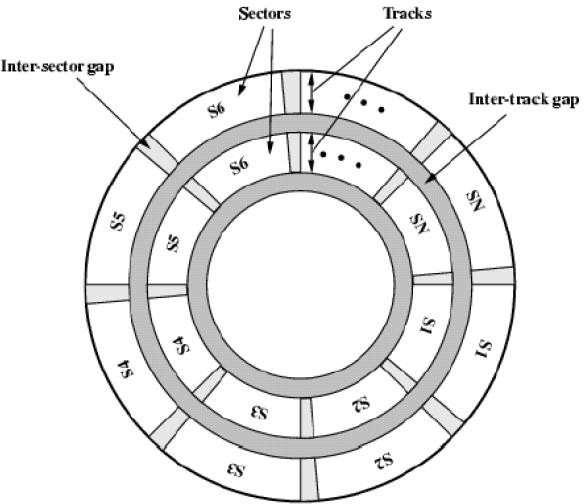 Sectors
Tracks
Inter-sector gap
Inter-track gap
S6
• • •
S6
• • •
SN
SN
S5
S5
S1
S1
S4
S4
S2
S3
S3
S2